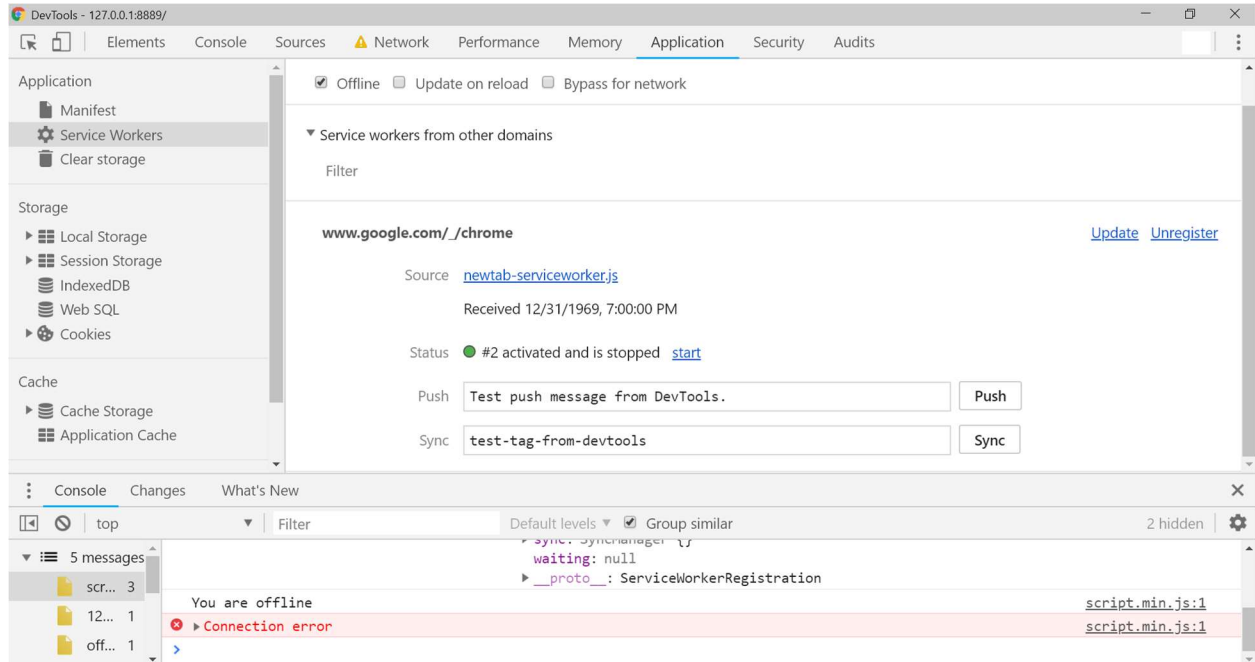 DevTools - 127.0.0.1:8889/
Elements Console Sources Network Performance Memory Application Security Audits
Application
Manifest
Service Workers
Clear storage
Storage
Local Storage
Session Storage
IndexedDB
Web SQL
Cookies
Cache
Cache Storage
Application Cache
Offline Update on reload Bypass for network
Service workers from other domains
Filter
www.google.com/_/chrome Update Unregister
Source newtab-serviceworker.js
Received 12/31/1969, 7:00:00 PM
Status #2 activated and is stopped start
Push Test push message from DevTools. Push
Sync test-tag-from-devtools Sync
Console Changes What's New
top Filter Default levels Group similar 2 hidden
5 messages
scr... 3
12... 1
off... 1
sync: SyncManager {}
waiting: null
__proto__: ServiceWorkerRegistration
You are offline script.min.js:1
Connection error script.min.js:1